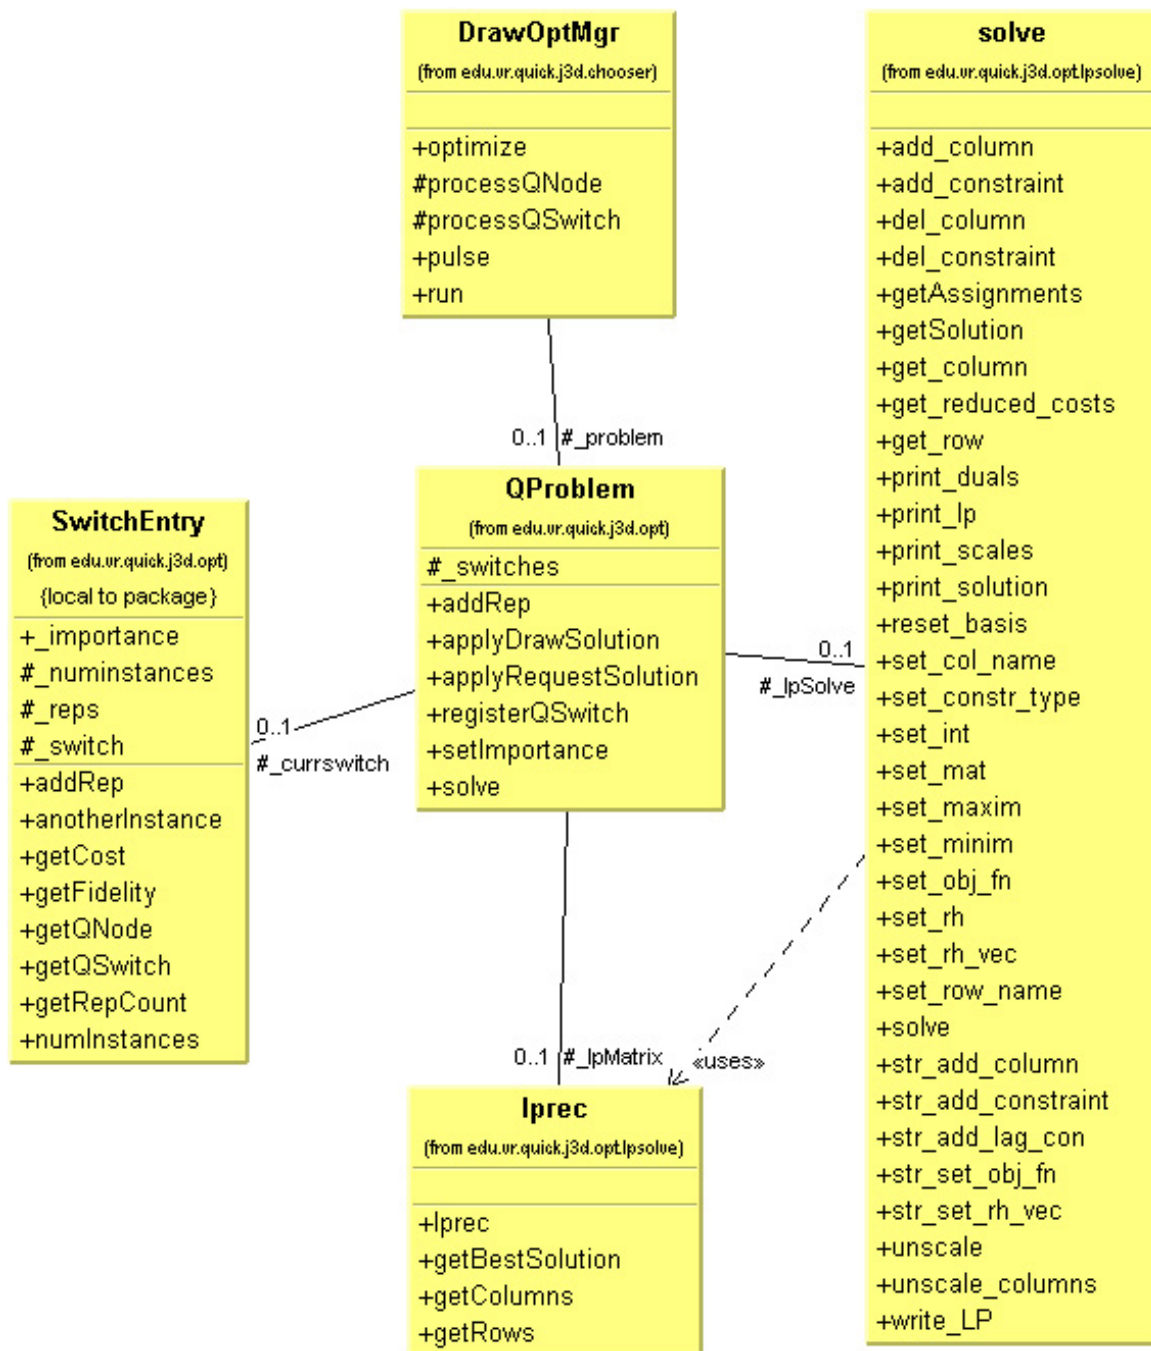 DrawOptMgr
(from edu.vr.quick.j3d.chooser)
+optimize
#processQNode
#processQSwitch
+pulse
+run
0..1 #_problem
solve
(from edu.vr.quick.j3d.opt.lpsolve)
+add_column
+add_constraint
+del_column
+del_constraint
+getAssignments
+getSolution
+get_column
+get_reduced_costs
+get_row
+print_duals
+print_lp
+print_scales
+print_solution
+reset_basis
+set_col_name
+set_constr_type
+set_int
+set_mat
+set_maxim
+set_minim
+set_obj_fn
+set_rh
+set_rh_vec
+set_row_name
+solve
+str_add_column
+str_add_constraint
+str_add_lag_con
+str_set_obj_fn
+str_set_rh_vec
+unscale
+unscale_columns
+write_LP
QProblem
(from edu.vr.quick.j3d.opt)
#_switches
+addRep
+applyDrawSolution
+applyRequestSolution
+registerQSwitch
+setImportance
+solve
0..1
#_lpSolve
SwitchEntry
(from edu.vr.quick.j3d.opt)
{local to package}
+_importance
#_numinstances
#_reps
#_switch
+addRep
+anotherInstance
+getCost
+getFidelity
+getQNode
+getQSwitch
+getRepCount
+numInstances
0..1
#_currswitch
0..1 #_lpMatrix
«uses»
lprec
(from edu.vr.quick.j3d.opt.lpsolve)
+lprec
+getBestSolution
+getColumns
+getRows